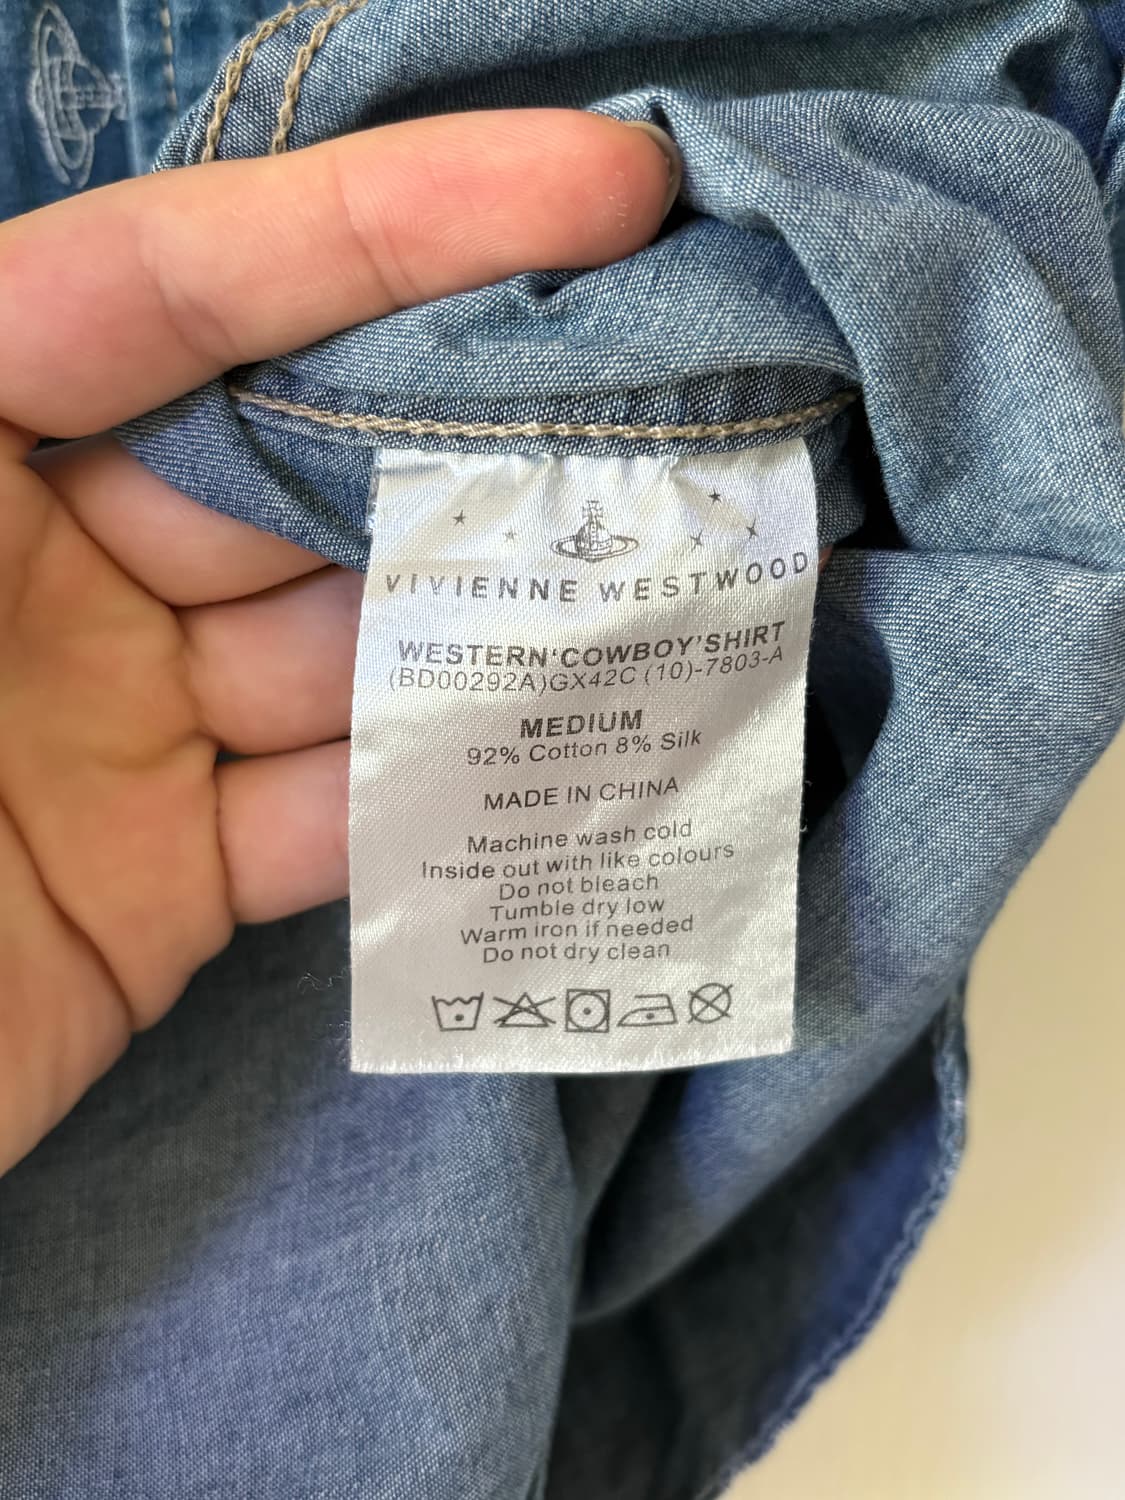 VIVIENNE WESTWOOD
WESTERN'COWBOY'SHIRT
(BD00292A)GX42C (10)-7803-A
MEDIUM
92% Cotton 8% Silk
MADE IN CHINA
Machine wash cold
Inside out with like colours
Do not bleach
Tumble dry low
Warm iron if needed
Do not dry clean